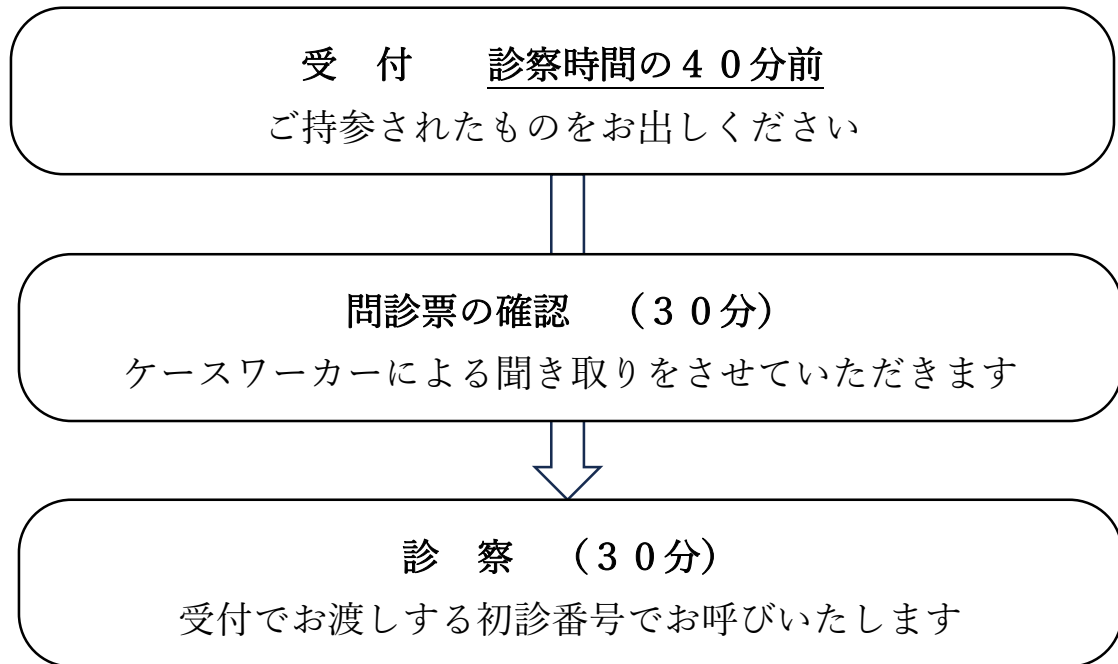 受　付　　診察時間の４０分前
ご持参されたものをお出しください
問診票の確認　（３０分）
ケースワーカーによる聞き取りをさせていただきます
診　察　（３０分）
受付でお渡しする初診番号でお呼びいたします